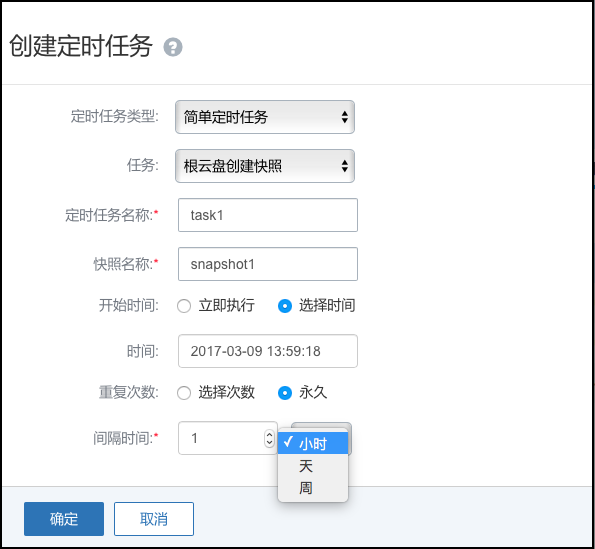 创建定时任务 ?
定时任务类型: 简单定时任务
任务: 根云盘创建快照
定时任务名称:* task1
快照名称:* snapshot1
开始时间: 立即执行 选择时间
时间: 2017-03-09 13:59:18
重复次数: 选择次数 永久
间隔时间:* 1 ✓ 小时
天
周
确定 取消